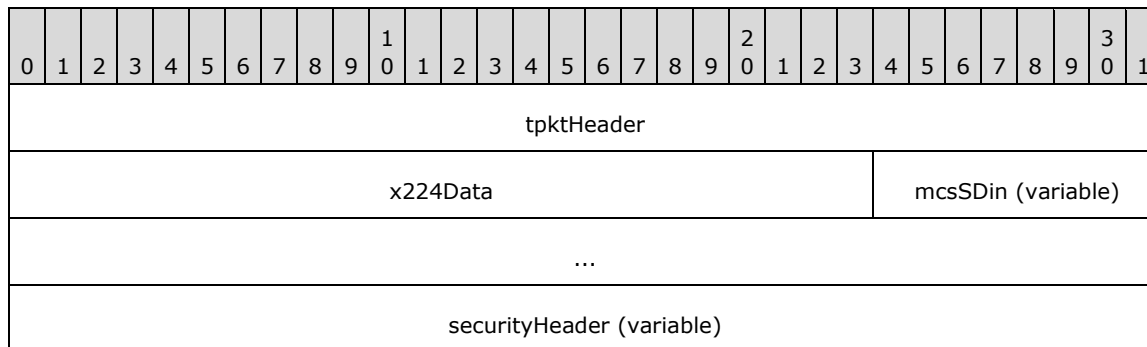 1 2 3
0 1 2 3 4 5 6 7 8 9 0 1 2 3 4 5 6 7 8 9 0 1 2 3 4 5 6 7 8 9 0 1
tpktHeader
x224Data mcsSDin (variable)
...
securityHeader (variable)